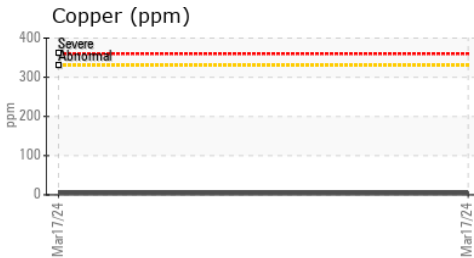 Copper (ppm)
400
Severe
Abnormal
300
200
100
0
ppm
Mar17/24
Mar17/24